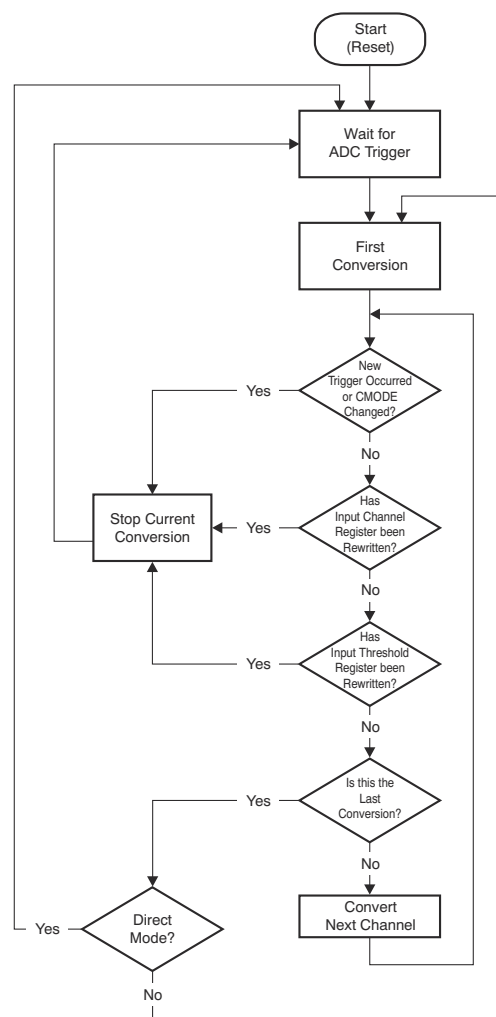 Start
(Reset)
Wait for
ADC Trigger
First
Conversion
New
Trigger Occurred
or CMODE
Changed?
Yes
No
Stop Current
Conversion
Has
Input Channel
Register been
Rewritten?
Yes
No
Has
Input Threshold
Register been
Rewritten?
Yes
No
Is this the
Last
Conversion?
Yes
No
Convert
Next Channel
Direct
Mode?
Yes
No